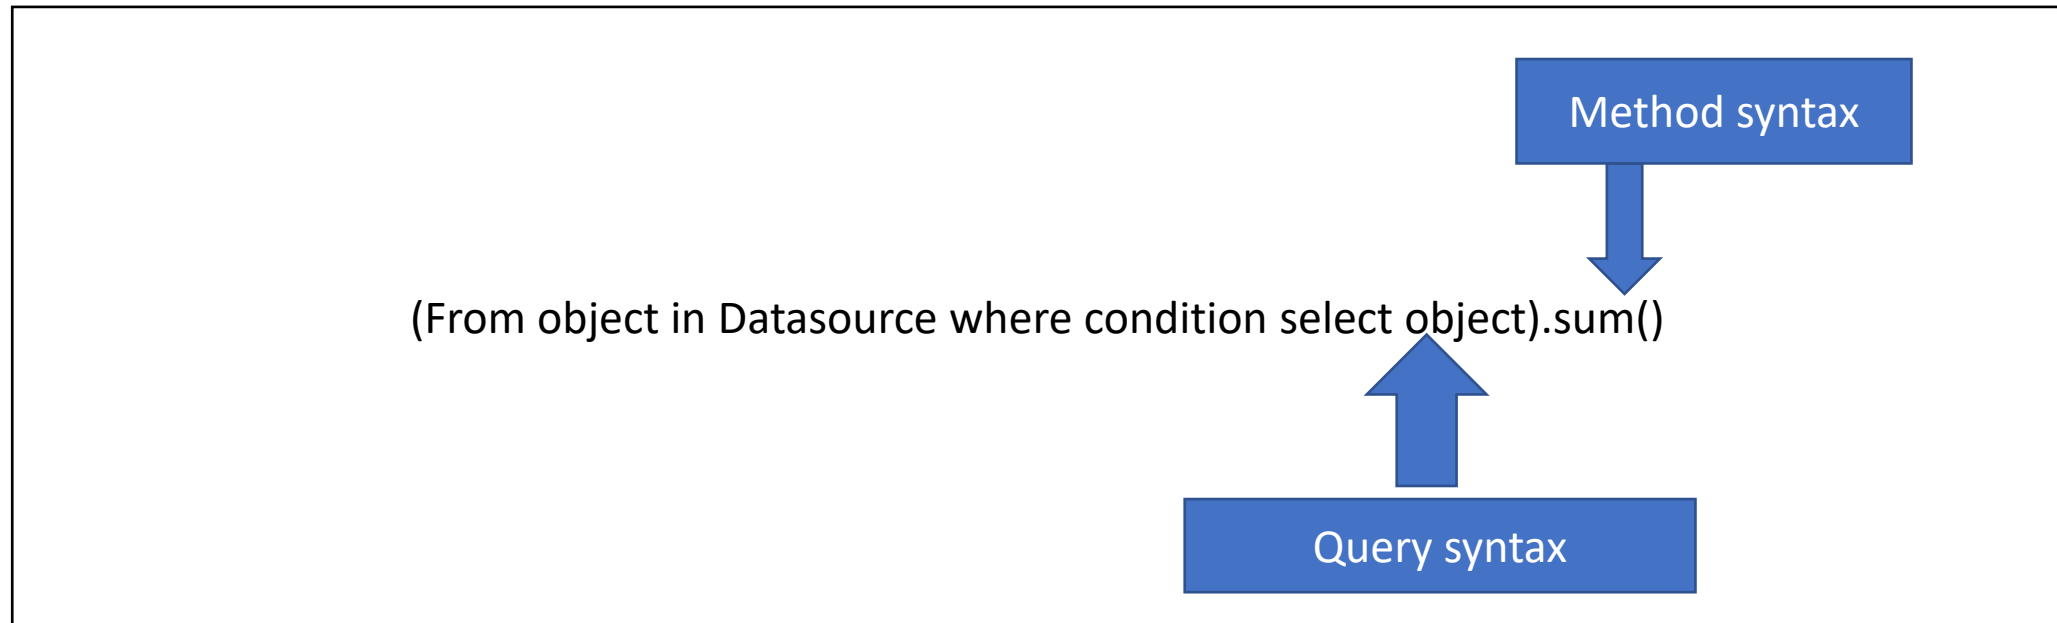 Method syntax
(From object in Datasource where condition select object).sum()
Query syntax